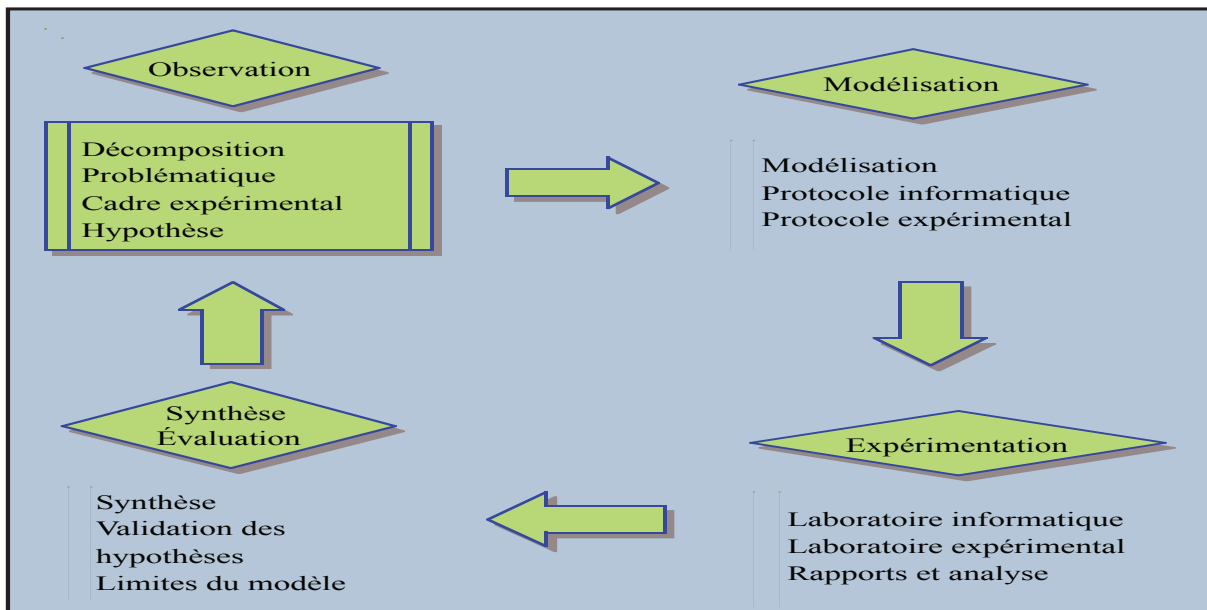 Observation
Décomposition
Problématique
Cadre expérimental
Hypothèse
Modélisation
Modélisation
Protocole informatique
Protocole expérimental
Expérimentation
Laboratoire informatique
Laboratoire expérimental
Rapports et analyse
Synthèse
Évaluation
Synthèse
Validation des
hypothèses
Limites du modèle